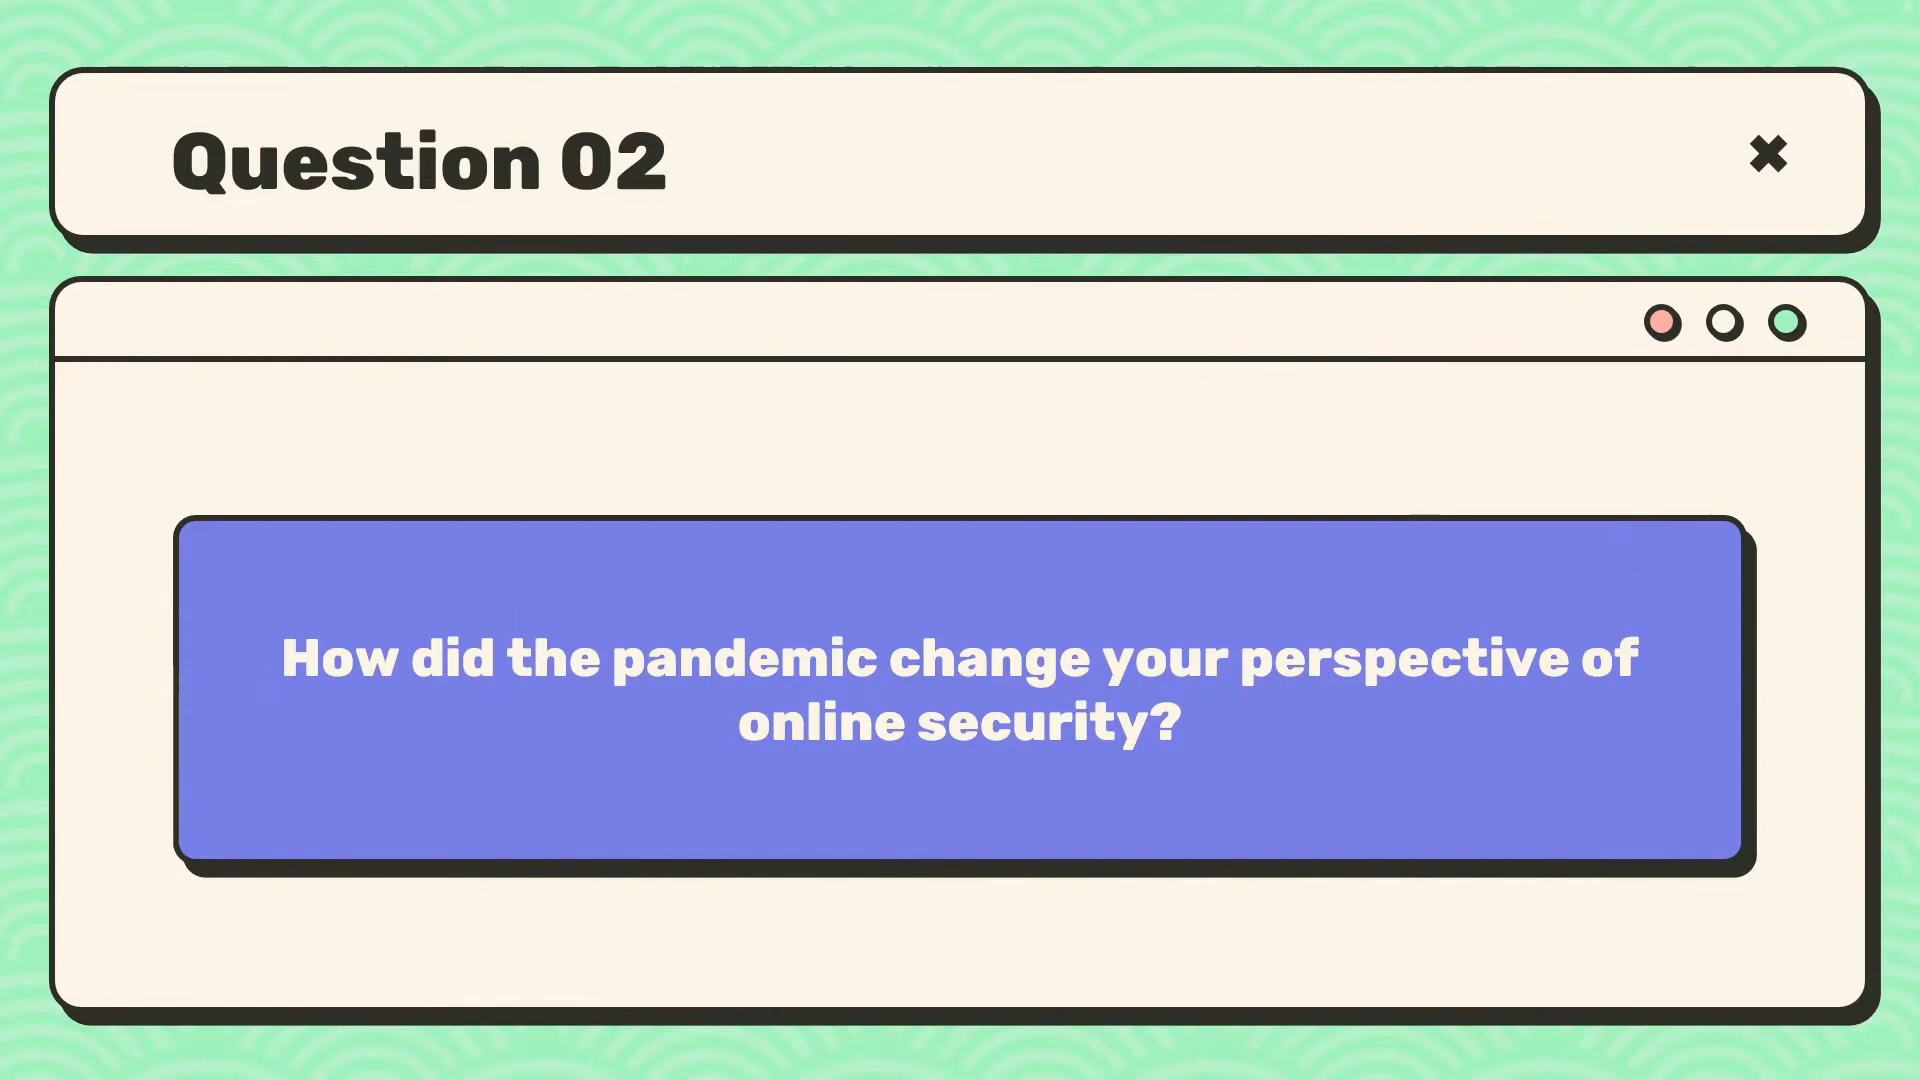 Question 02
How did the pandemic change your perspective of
online security?